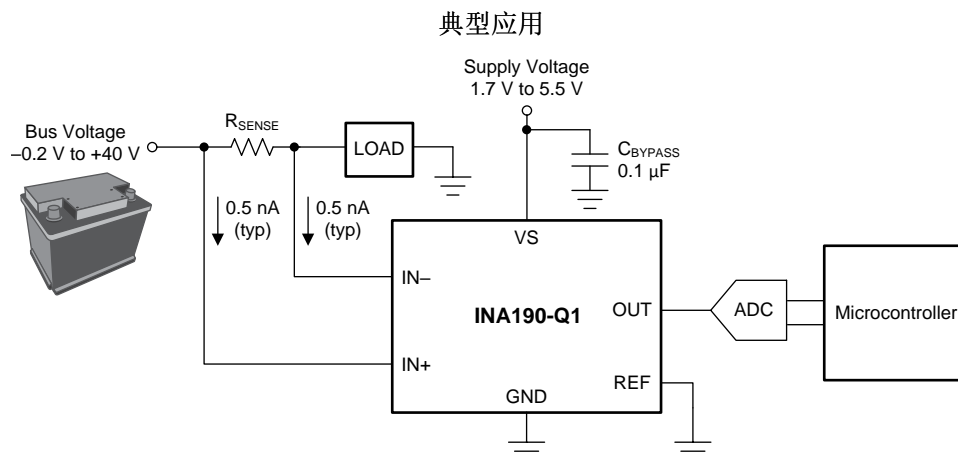 典型应用
Supply Voltage
1.7 V to 5.5 V
Bus Voltage
–0.2 V to +40 V
RSENSE
LOAD
CBYPASS
0.1 µF
0.5 nA
(typ)
0.5 nA
(typ)
VS
IN–
INA190-Q1
OUT
ADC
Microcontroller
IN+
REF
GND